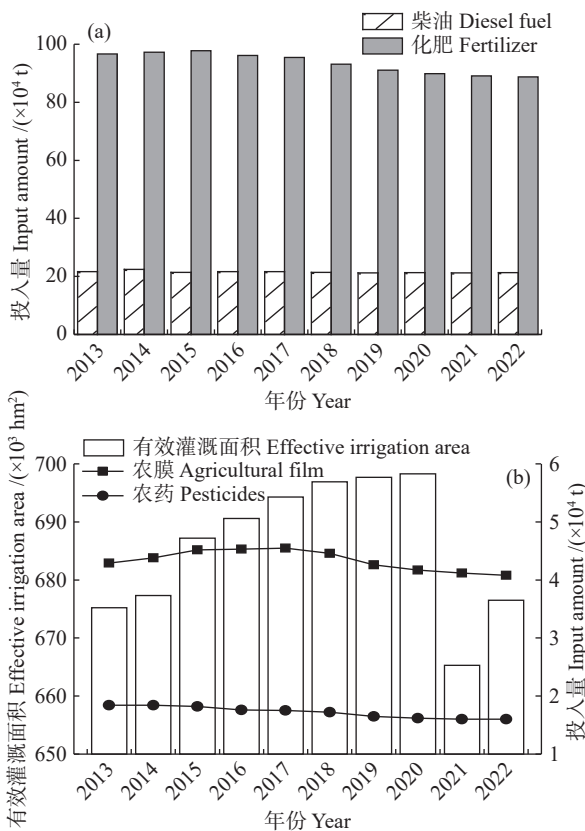 (a)
柴油 Diesel fuel
化肥 Fertilizer
投入量 Input amount /(×10⁴ t)
100
80
60
40
20
0
2013 2014 2015 2016 2017 2018 2019 2020 2021 2022
年份 Year
(b)
有效灌溉面积 Effective irrigation area
农膜 Agricultural film
农药 Pesticides
有效灌溉面积 Effective irrigation area /(×10³ hm²)
700
690
680
670
660
650
6
5
4
3
2
1
投入量 Input amount /(×10⁴ t)
2013 2014 2015 2016 2017 2018 2019 2020 2021 2022
年份 Year